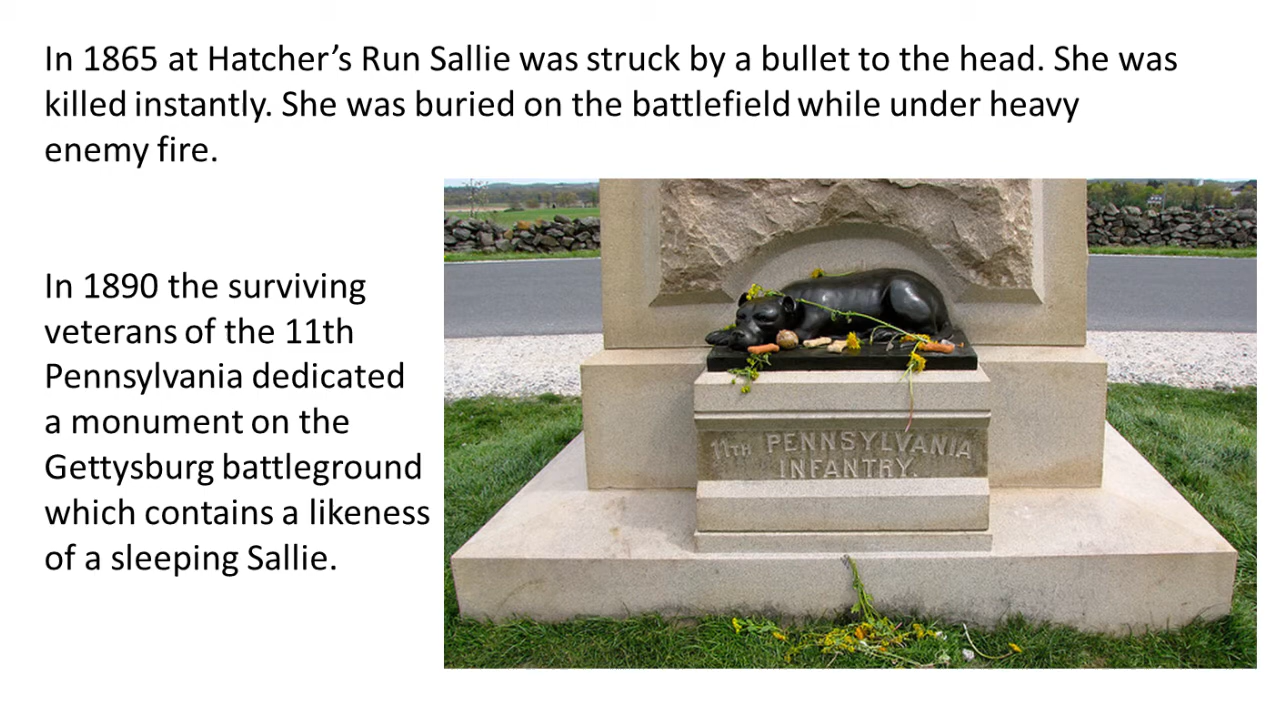 In 1865 at Hatcher’s Run Sallie was struck by a bullet to the head. She was
killed instantly. She was buried on the battlefield while under heavy
enemy fire.
In 1890 the surviving
veterans of the 11th
Pennsylvania dedicated
a monument on the
Gettysburg battleground
which contains a likeness
of a sleeping Sallie.
11TH PENNSYLVANIA
INFANTRY.